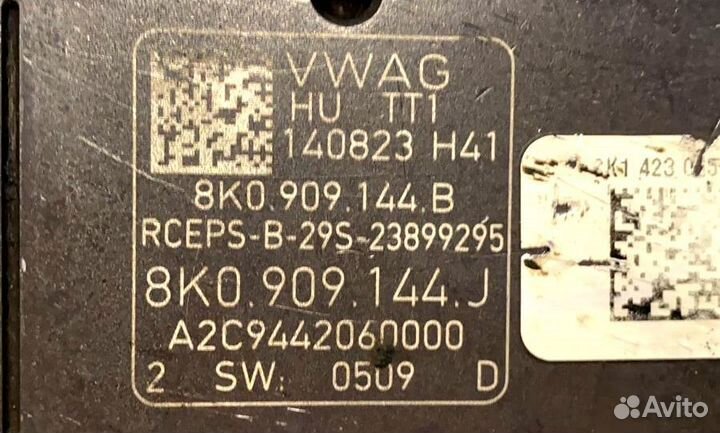 VWAG
HU TT1
140823 H41
8K0.909.144.B
RCEPS-B-29S-23899295
8K0.909.144.J
A2C9442060000
2 SW: 0509 D
423
Avito